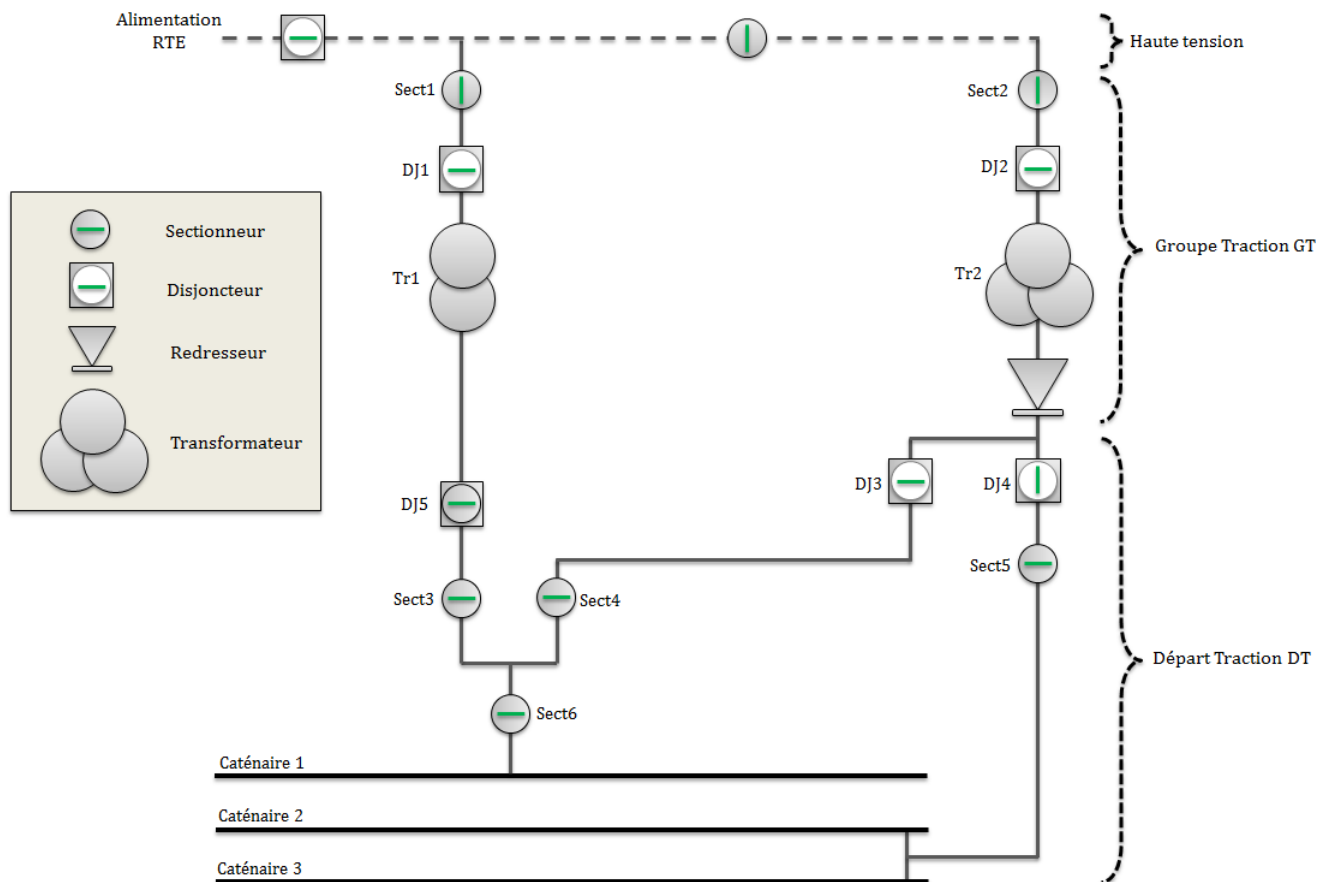 Alimentation
RTE
Haute tension
Sect1
Sect2
DJ1
DJ2
Sectionneur
Groupe Traction GT
Tr1
Tr2
Disjoncteur
Redresseur
Transformateur
DJ3
DJ4
DJ5
Sect5
Sect3
Sect4
Départ Traction DT
Sect6
Caténaire 1
Caténaire 2
Caténaire 3